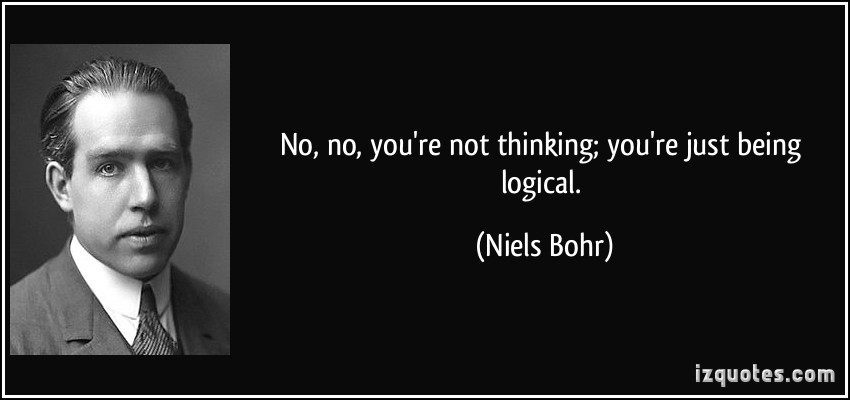 No, no, you're not thinking; you're just being
logical.
(Niels Bohr)
izquotes.com